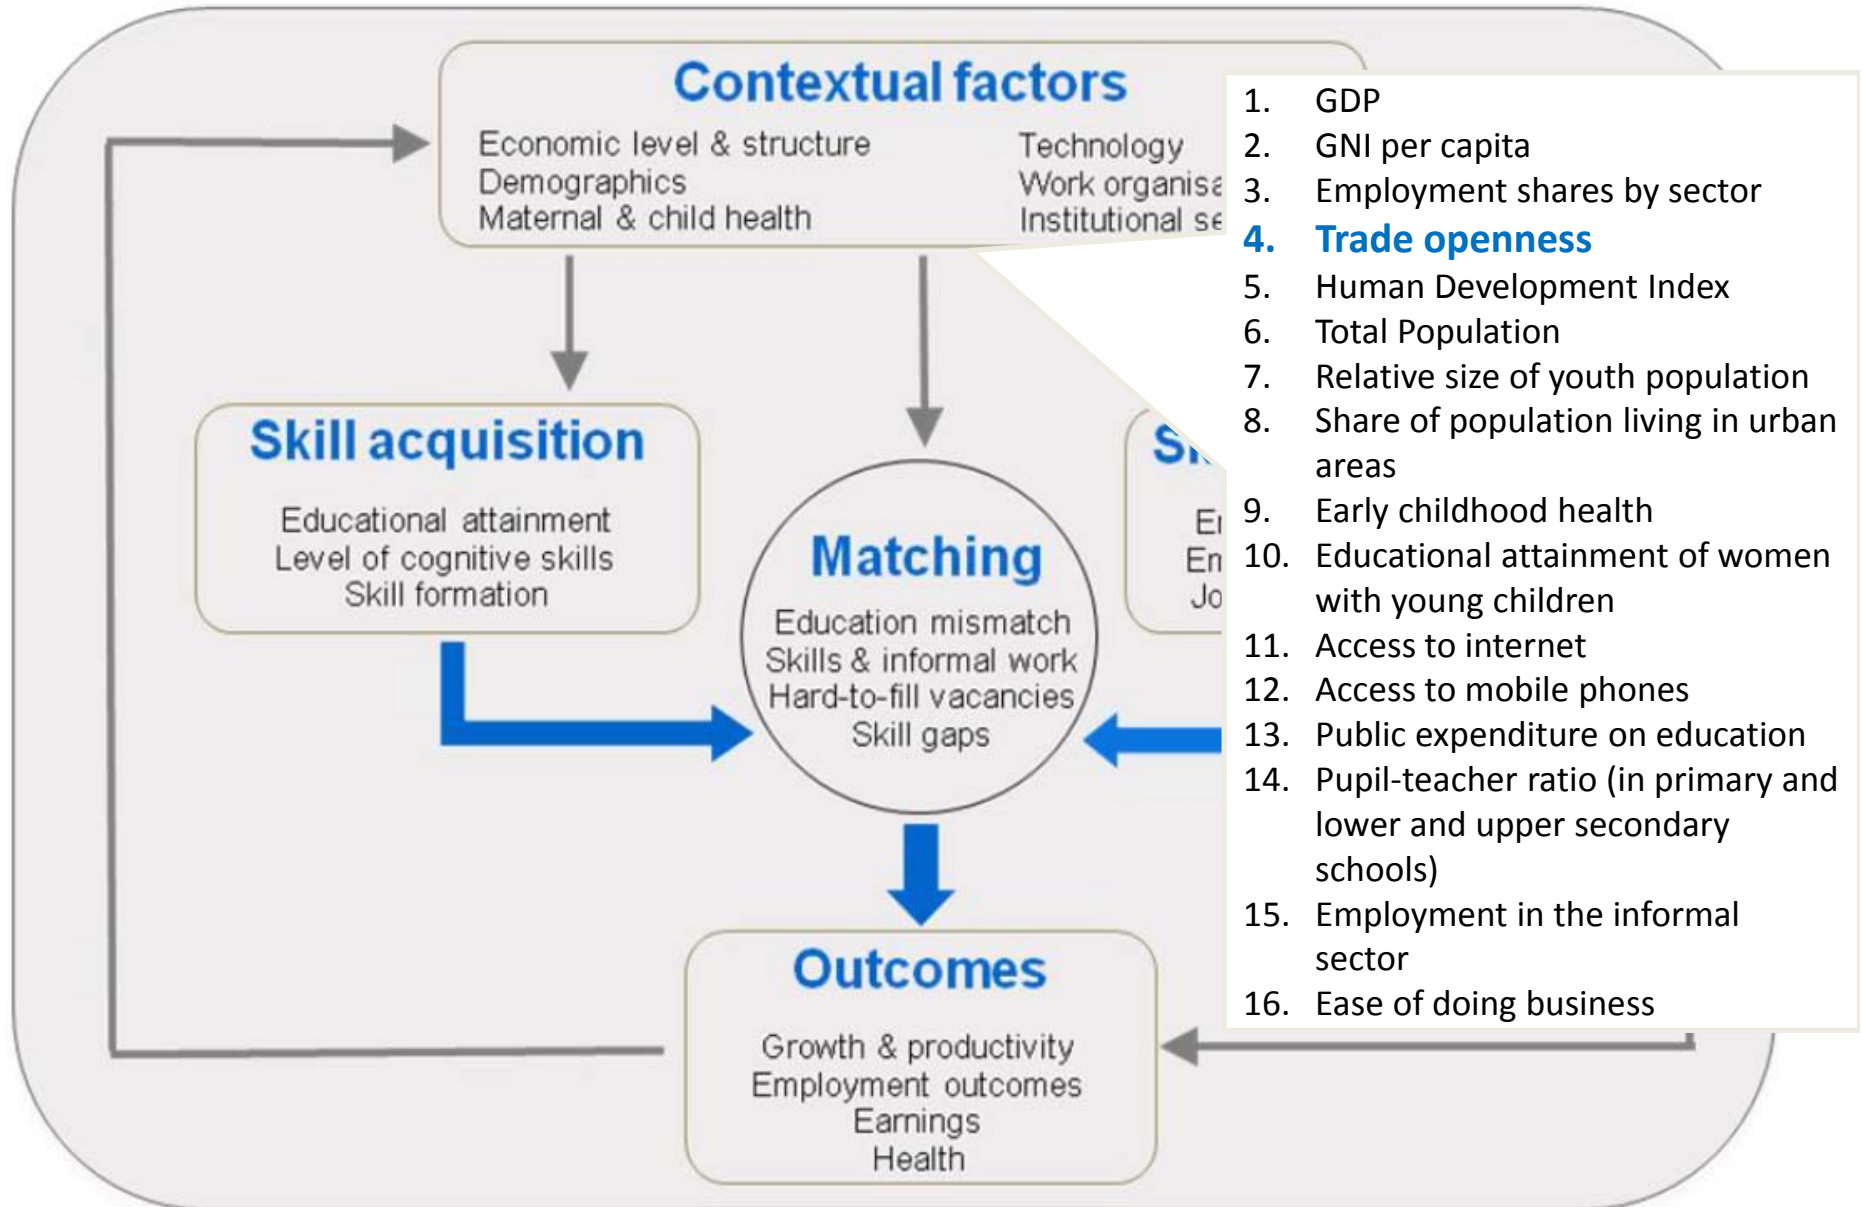 Contextual factors
Economic level & structure
Demographics
Maternal & child health
Technology
Work
Institutional
Skill acquisition
Educational attainment
Level of cognitive skills
Skill formation
Matching
Education mismatch
Skills & informal work
Hard-to-fill vacancies
Skill gaps
Outcomes
Growth & productivity
Employment outcomes
Earnings
Health
1. GDP
2. GNI per capita
3. Employment shares by sector
4. Trade openness
5. Human Development Index
6. Total Population
7. Relative size of youth population
8. Share of population living in urban
areas
9. Early childhood health
10. Educational attainment of women
with young children
11. Access to internet
12. Access to mobile phones
13. Public expenditure on education
14. Pupil-teacher ratio (in primary and
lower and upper secondary
schools)
15. Employment in the informal
sector
16. Ease of doing business